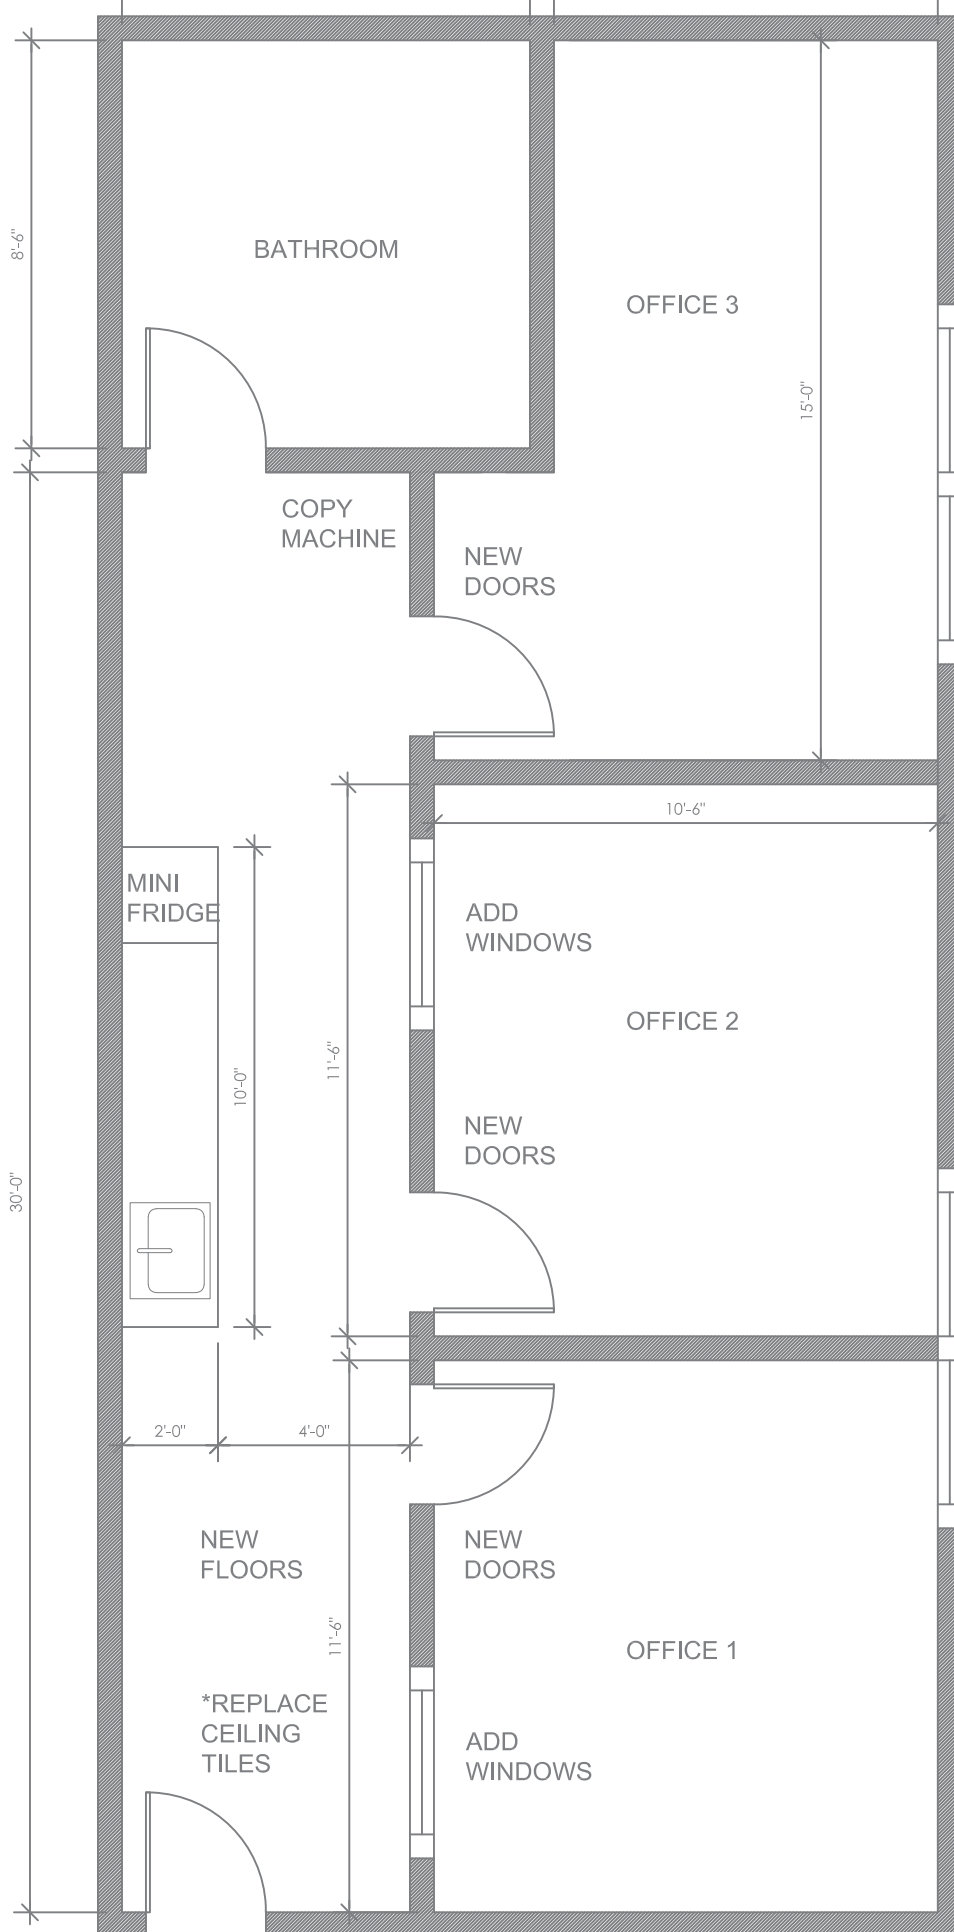 8'-6"
BATHROOM
OFFICE 3
15'-0"
COPY
MACHINE
NEW
DOORS
10'-6"
MINI
FRIDGE
ADD
WINDOWS
OFFICE 2
11'-6"
10'-0"
NEW
DOORS
30'-0"
2'-0"
4'-0"
NEW
FLOORS
NEW
DOORS
11'-6"
OFFICE 1
*REPLACE
CEILING
TILES
ADD
WINDOWS